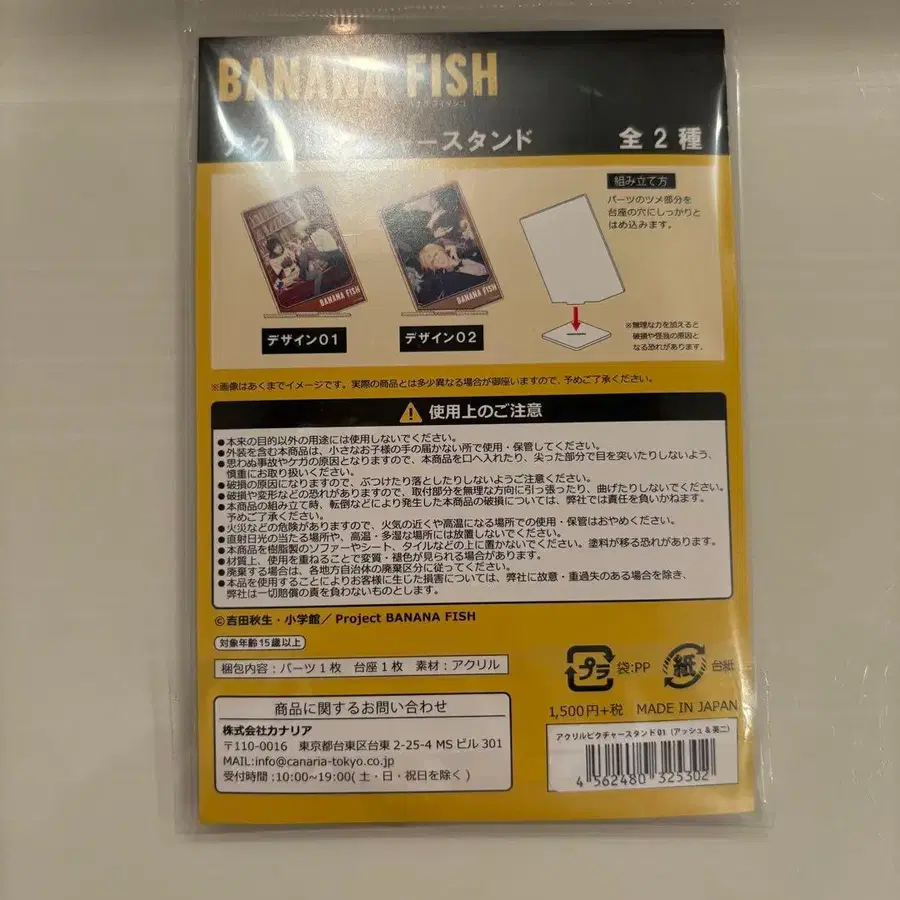 BANANA FISH
バナナフィッシュ
ースタンド 全2種
組み立て方
パーツのツメ部分を
台座の穴にしっかりと
はめ込みます。
BANANA FISH
BANANA FISH
デザイン01
デザイン02
※無理な力を加えると
破損や怪我の原因と
なる恐れがあります。
※画像はあくまでイメージです。実際の商品とは多少異なる場合が御座いますので、予めご了承ください。
使用上のご注意
●本来の目的以外の用途には使用しないでください。
●外装を含む本商品は、小さなお子様の手の届かない所で使用・保管してください。
●思わぬ事故やケガの原因となりますので、本商品を口へ入れたり、尖った部分で目を突いたりしないよう、
慎重にお取り扱いください。
●破損の原因になりますので、ぶつけたり落としたりしないようご注意ください。
●破損や変形などの恐れがありますので、取付部分を無理な方向に引っ張ったり、曲げたりしないでください。
●本商品の組み立て時、転倒などにより発生した本商品の破損については、弊社では責任を負いかねます。
予めご了承ください。
●火災などの危険がありますので、火気の近くや高温になる場所での使用・保管はおやめください。
●直射日光の当たる場所や、高温・多湿な場所には放置しないでください。
●本商品を樹脂製のソファーやシート、タイルなどの上に置かないでください。塗料が移る恐れがあります。
●材質上、使用を重ねることで変質・褪色が見られる場合があります。
●廃棄する場合は、各地方自治体の廃棄区分に従ってください。
●本品を使用することによりお客様に生じた損害については、弊社に故意・重過失のある場合を除き、
弊社は一切賠償の責を負わないものとします。
©吉田秋生・小学館/ Project BANANA FISH
対象年齢15歳以上
梱包内容:パーツ1枚 台座1枚 素材:アクリル
プラ 袋:PP 紙 台紙
商品に関するお問い合わせ
株式会社カナリア
〒110-0016 東京都台東区台東 2-25-4 MS ビル 301
MAIL:info@canaria-tokyo.co.jp
受付時間:10:00~19:00(土・日・祝日を除く)
1,500円+税 MADE IN JAPAN
アクリルピクチャースタンド01(アッシュ&英二)
4 562480 325302